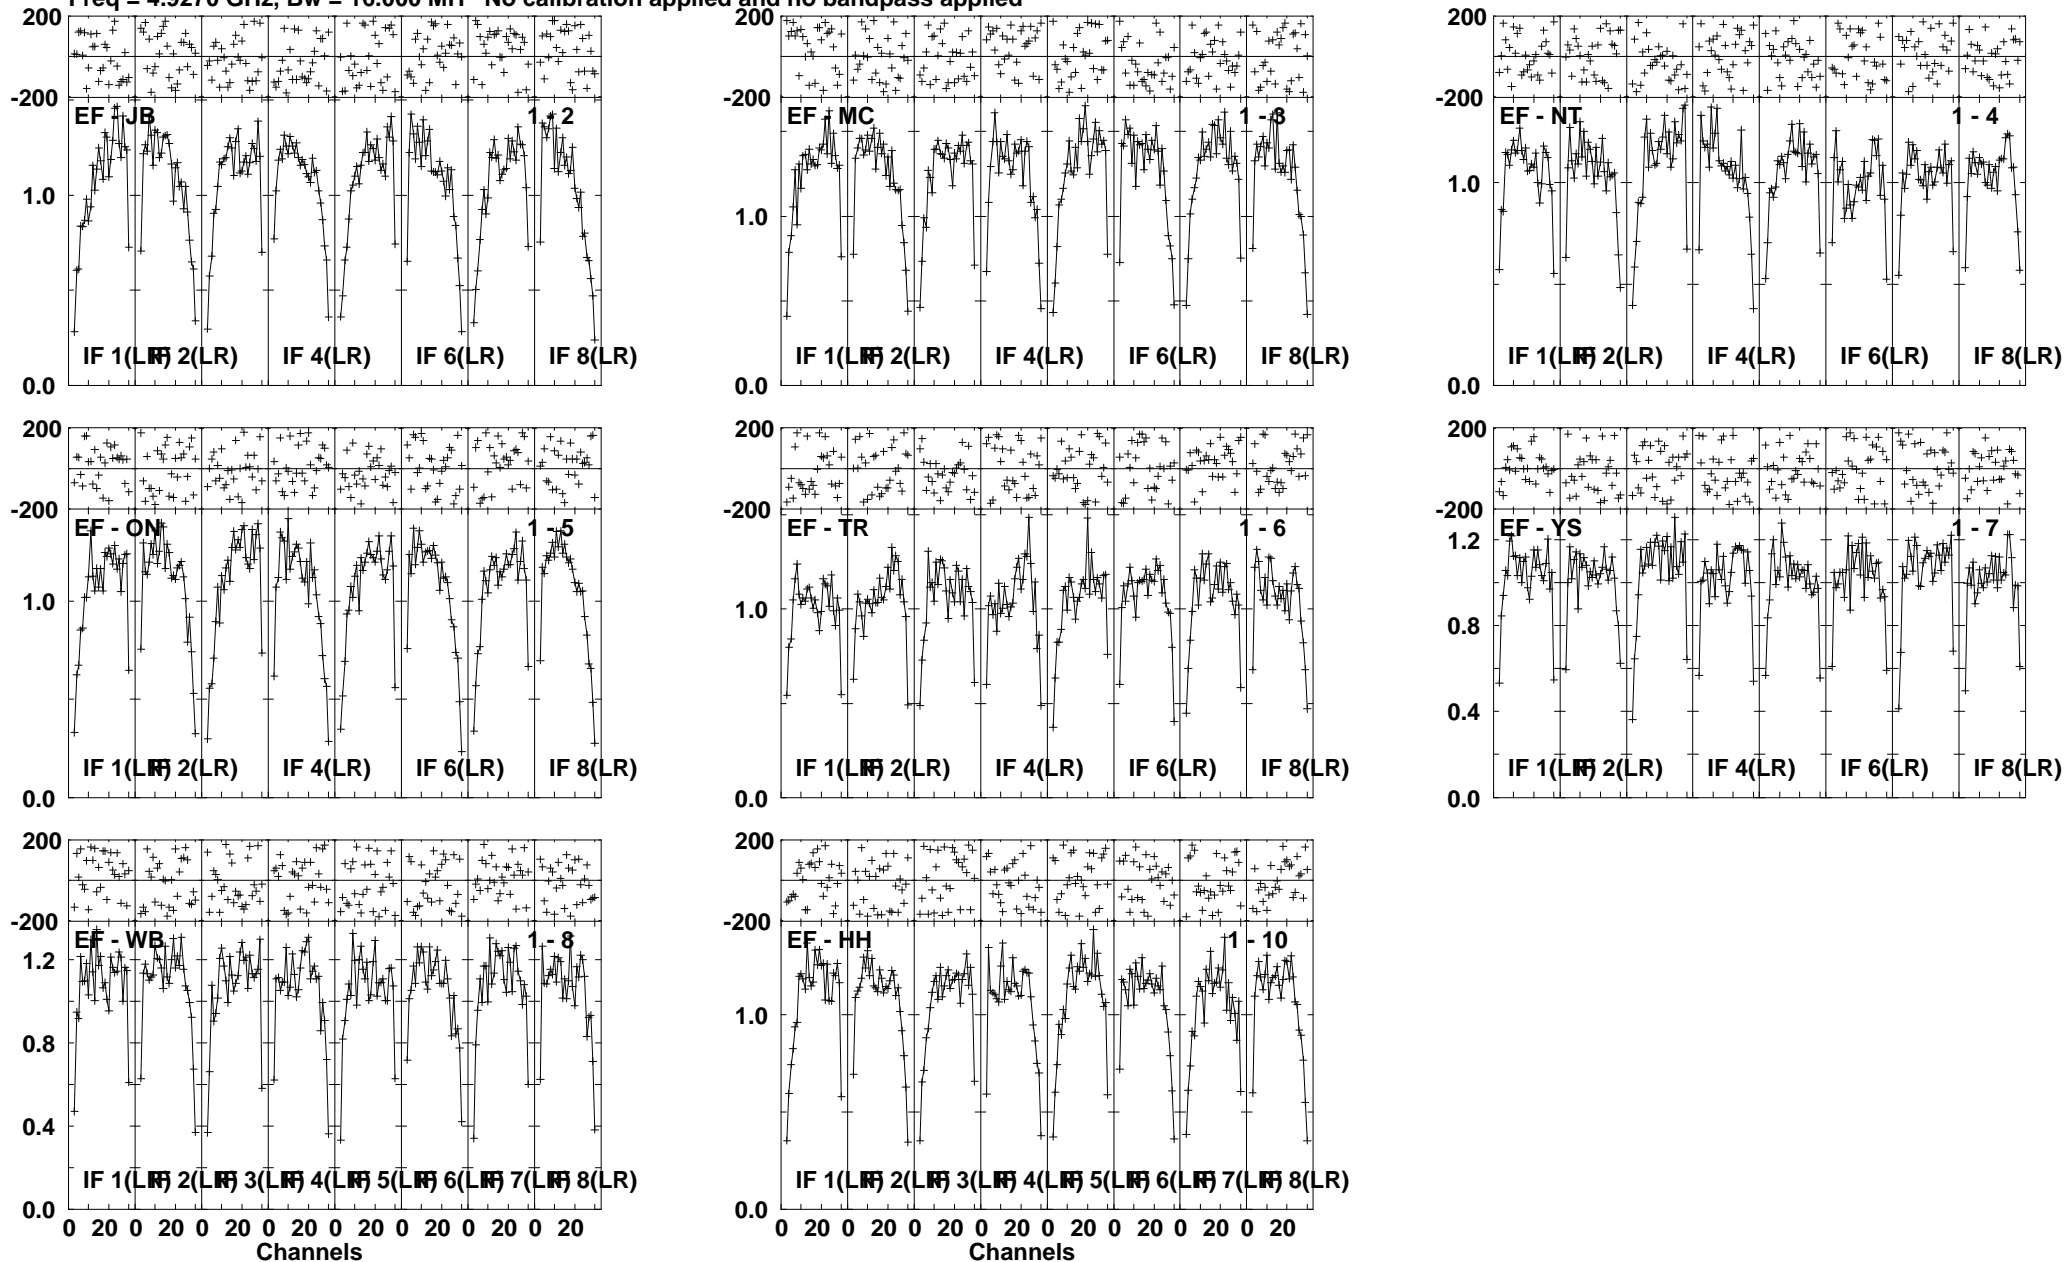 Freq = 4.9276 GHz, Bw = 16.000 MH No calibration applied and no bandpass applied
200 200 200
-200 -200 -200
EF - JB 1 - 2 EF - MC 1 - 3 EF - NT 1 - 4
1.0 1.0 1.0
IF 1(LR) IF 2(LR) IF 4(LR) IF 6(LR) IF 8(LR) IF 1(LR) IF 2(LR) IF 4(LR) IF 6(LR) IF 8(LR) IF 1(LR) IF 2(LR) IF 4(LR) IF 6(LR) IF 8(LR)
0.0 0.0 0.0
200 200 200
-200 -200 -200
EF - ON 1 - 5 EF - TR 1 - 6 EF - YS 1 - 7
1.2
1.0 1.0
0.8
0.4
IF 1(LR) IF 2(LR) IF 4(LR) IF 6(LR) IF 8(LR) IF 1(LR) IF 2(LR) IF 4(LR) IF 6(LR) IF 8(LR) IF 1(LR) IF 2(LR) IF 4(LR) IF 6(LR) IF 8(LR)
0.0 0.0 0.0
200 200
-200 -200
EF - WB 1 - 8 EF - HH 1 - 10
1.2
1.0
0.8
0.4
IF 1(LR) IF 2(LR) IF 3(LR) IF 4(LR) IF 5(LR) IF 6(LR) IF 7(LR) IF 8(LR) IF 1(LR) IF 2(LR) IF 3(LR) IF 4(LR) IF 5(LR) IF 6(LR) IF 7(LR) IF 8(LR)
0.0 0.0
0 20 0 20 0 20 0 20 0 20 0 20 0 20 0 20 0 20 0 20 0 20 0 20 0 20 0 20 0 20 0 20
Channels Channels